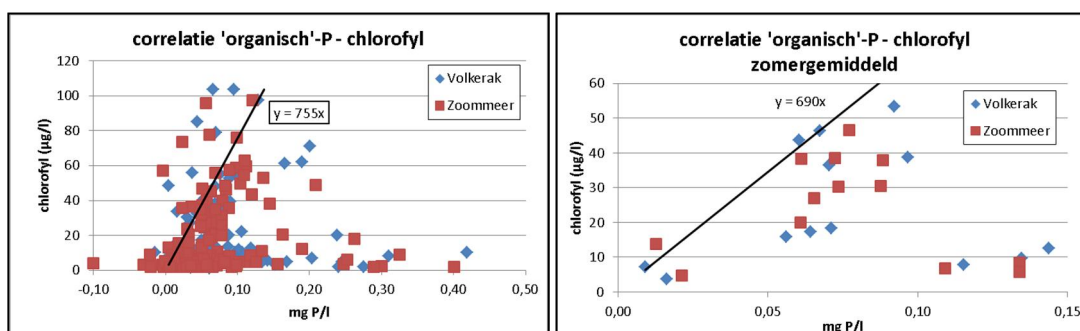 correlatie 'organisch'-P - chlorofyl
120
100
80
60
40
20
0
chlorofyl (µg/l)
y = 755x
Volkerak
Zoommeer
-0,10 0,00 0,10 0,20 0,30 0,40 0,50
mg P/l
correlatie 'organisch'-P - chlorofyl
zomergemiddeld
60
50
40
30
20
10
0
chlorofyl (µg/l)
y = 690x
Volkerak
Zoommeer
0,00 0,05 0,10 0,15
mg P/l